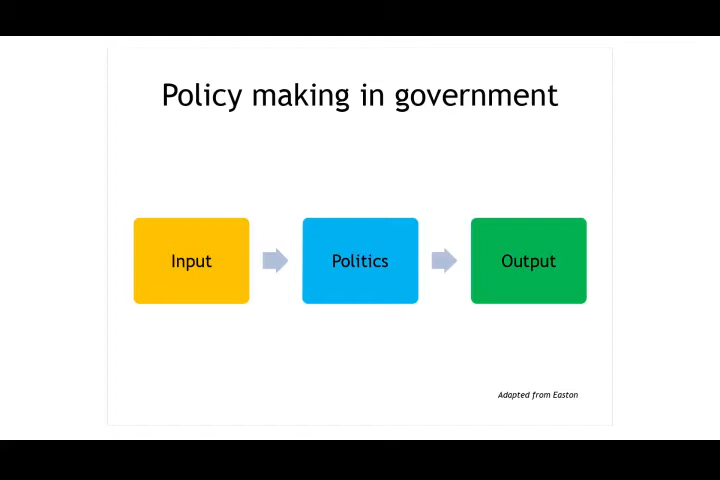 Policy making in government
Input
Politics
Output
Adapted from Easton